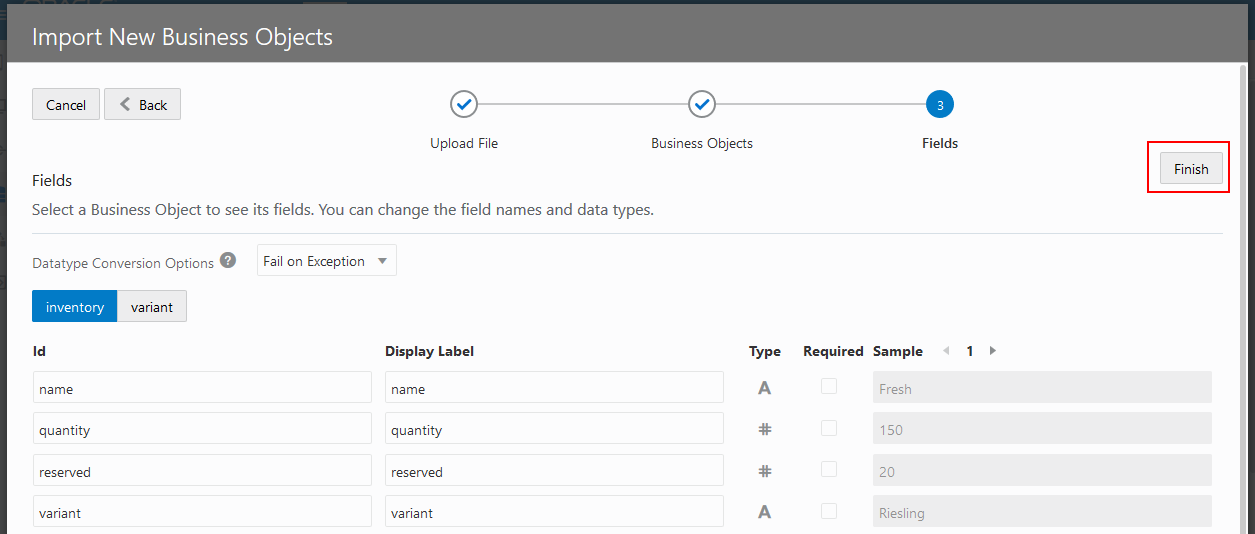 Import New Business Objects
Cancel
Back
3
Upload File
Business Objects
Fields
Finish
Fields
Select a Business Object to see its fields. You can change the field names and data types.
Datatype Conversion Options ?
Fail on Exception
inventory
variant
Id Display Label Type Required Sample 1
name name A Fresh
quantity quantity # 150
reserved reserved # 20
variant variant A Riesling